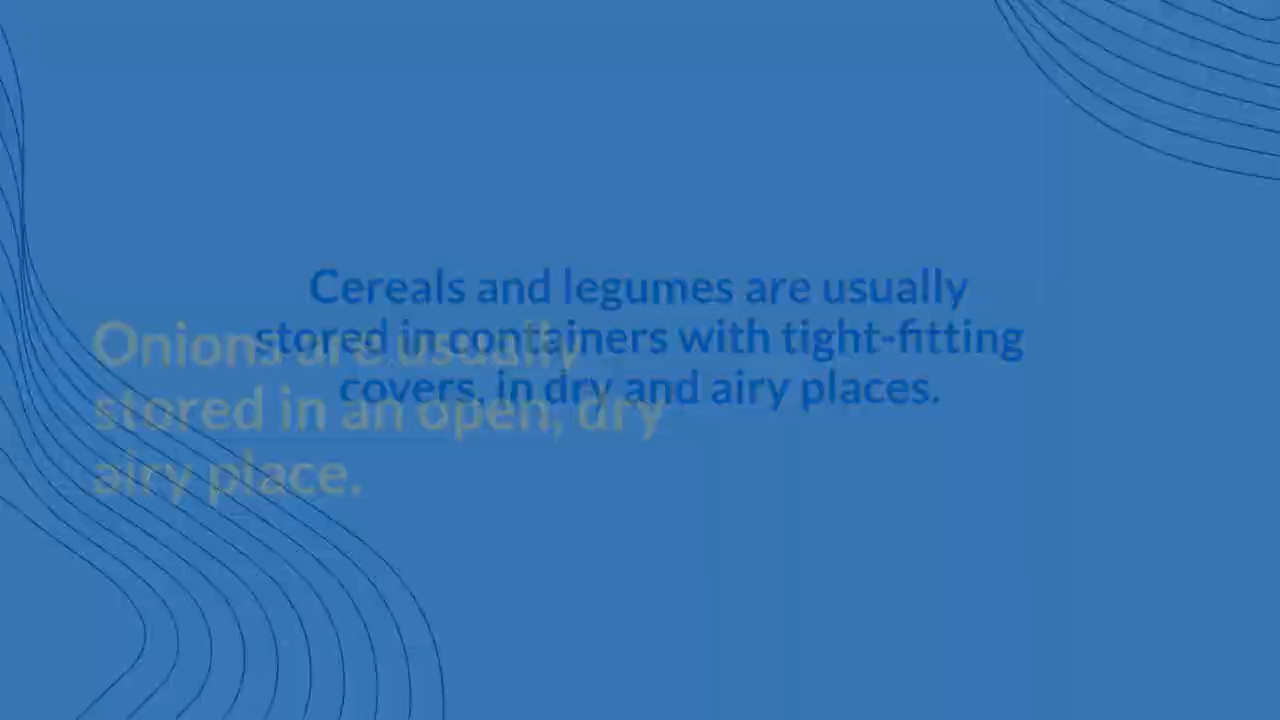 Cereals and legumes are usually
stored in containers with tight-fitting
covers, in dry and airy places.
Onions are usually
stored in an open, dry
airy place.